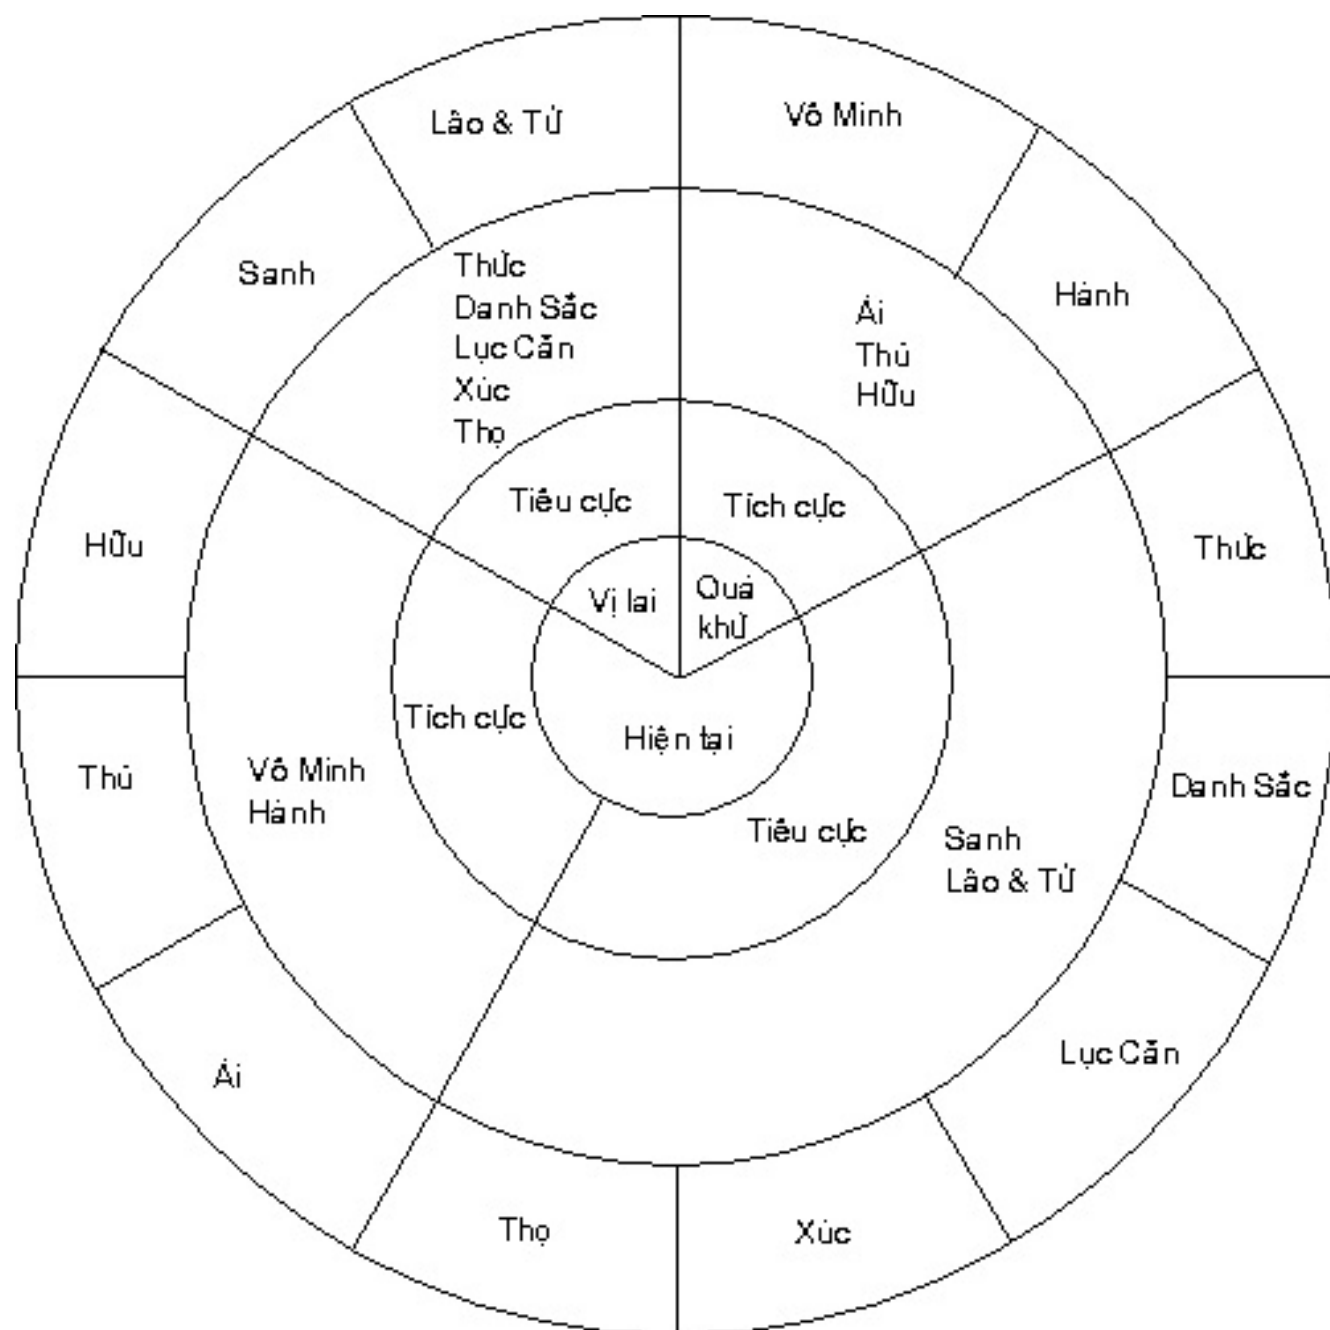 Lão & Tử
Vô Minh
Sanh
Hành
Thức
Danh Sắc
Lục Căn
Xúc
Thọ
Ái
Thủ
Hữu
Hữu
Tiêu cực
Tích cực
Thức
Vị lai
Quá
khứ
Tích cực
Hiện tại
Thủ
Vô Minh
Hành
Tiêu cực
Danh Sắc
Sanh
Lão & Tử
Ái
Lục Căn
Thọ
Xúc